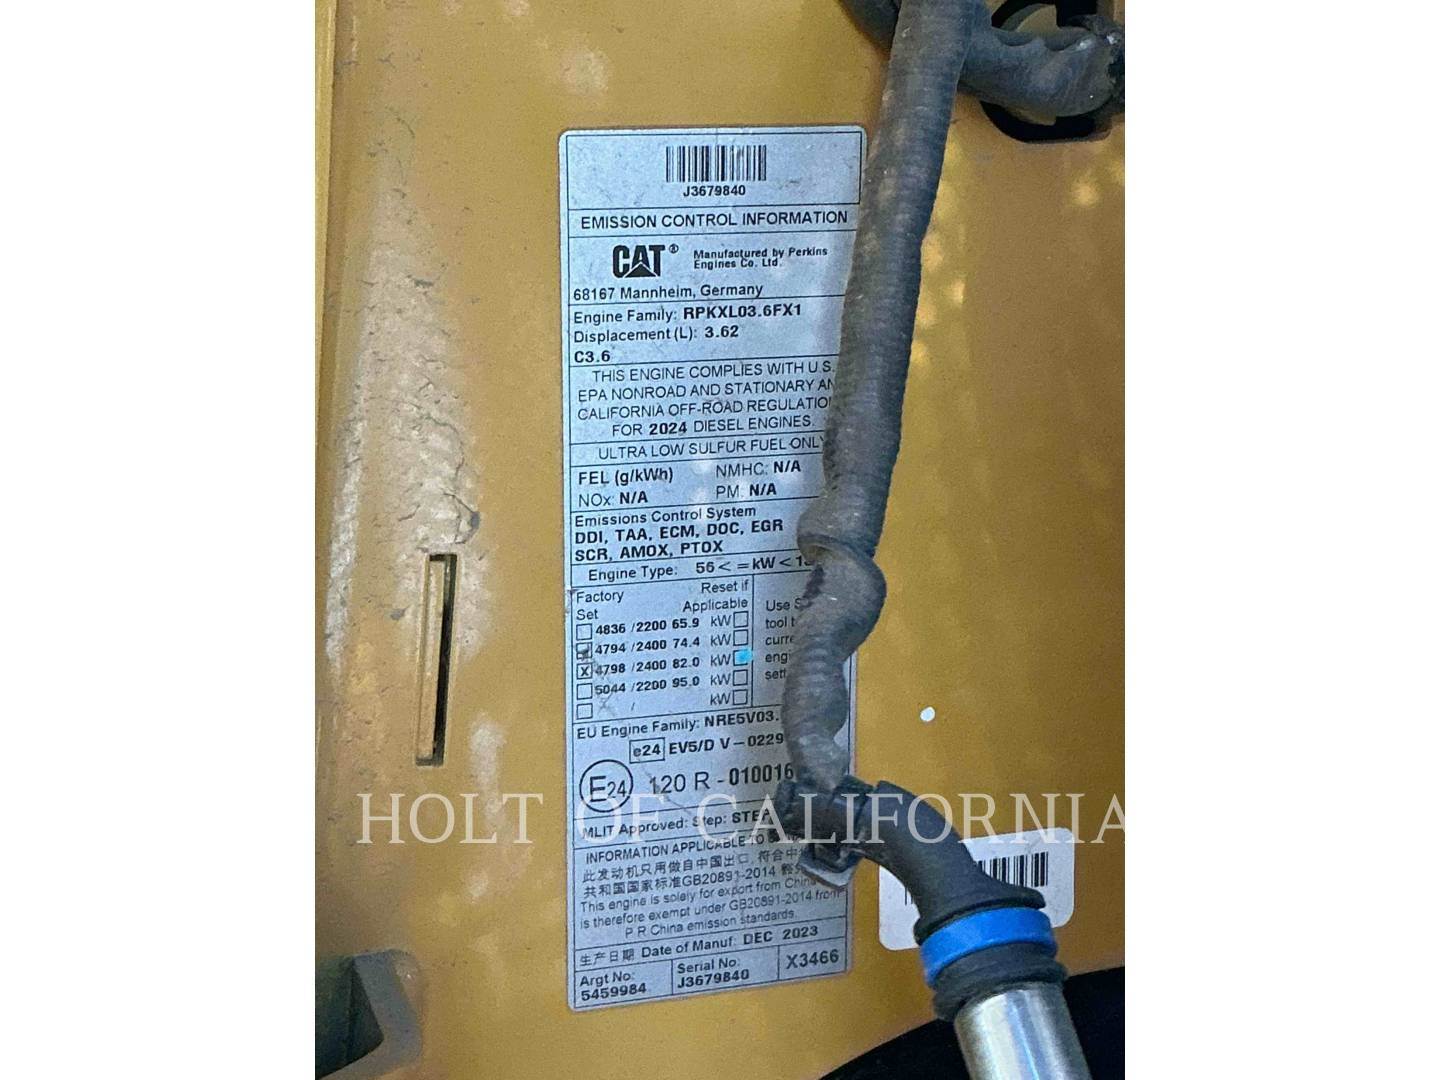 J3679840
EMISSION CONTROL INFORMATION
CAT® Manufactured by Perkins
Engines Co. Ltd.
68167 Mannheim, Germany
Engine Family: RPKXL03.6FX1
Displacement (L): 3.62
C3.6
THIS ENGINE COMPLIES WITH U.S.
EPA NONROAD AND STATIONARY
CALIFORNIA OFF-ROAD
FOR 2024 DIESEL ENGINES.
ULTRA LOW SULFUR FUEL ONLY
FEL (g/kWh) NMHC: N/A
NOx: N/A PM: N/A
Emissions Control System
DDI, TAA, ECM, DOC, EGR
SCR, AMOX, PTOX
Engine Type: 56 < = kW <
Factory Set Reset if Applicable
4836 /2200 65.9 kW
4794 /2400 74.4 kW
X 4798 /2400 82.0 kW
5044 /2200 95.0 kW
/ kW
Use
tool
EU Engine Family: NRE5V03.
e24 EV5/D V-0229
E24 120 R - 010016
MLIT Approved: Step:
INFORMATION APPLICABLE TO
此发动机只用做自中国出口, 符合中
共和国国家标准GB20891-2014
This engine is solely for export from China
is therefore exempt under GB20891-2014 from
P.R.China emission standards.
生产日期 Date of Manuf: DEC 2023
Argt No: 5459984
Serial No: J3679840
X3466
HOLT OF CALIFORNIA